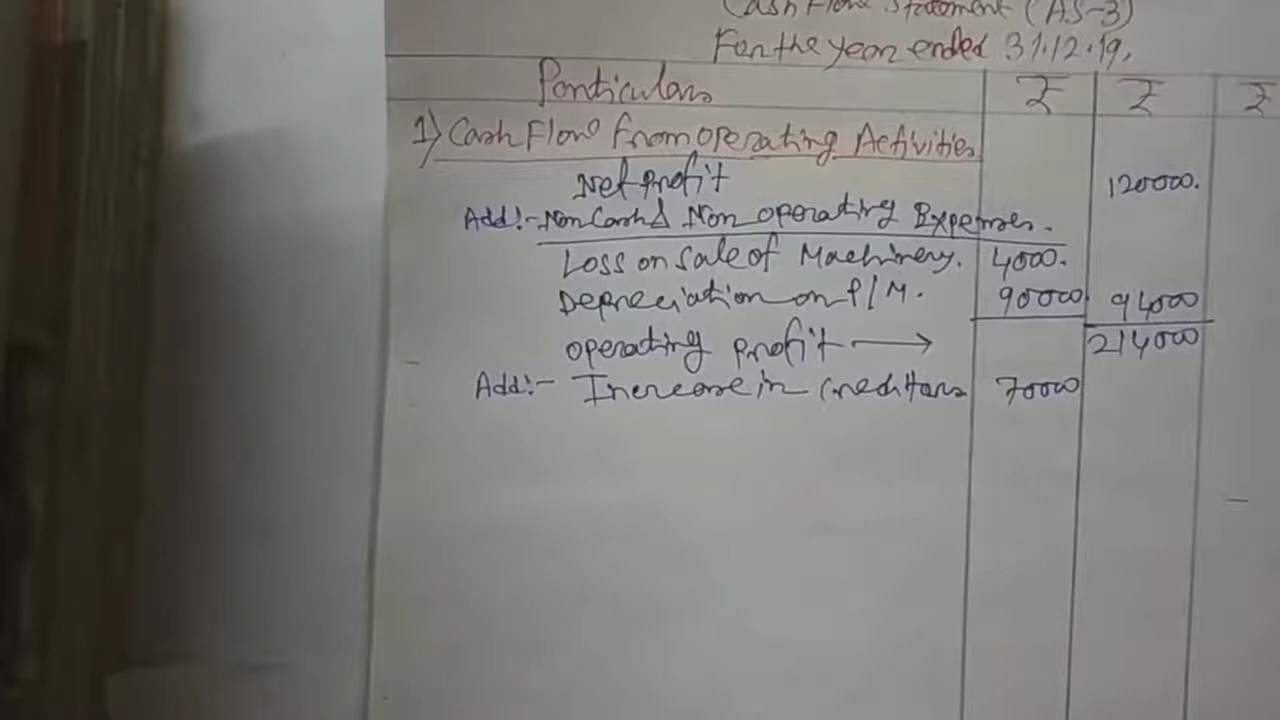 Cash Flow Statement (AS-3)
For the year ended 31.12.19.
Particulars ₹ ₹ ₹
1) Cash Flow From operating Activities
Net Profit 120000.
Add:- Non Cash & Non operating Expenses.
Loss on sale of Machinery. 4000.
Depreciation on P/M. 90000 94000
operating profit → 214000
Add:- Increase in creditors 70000